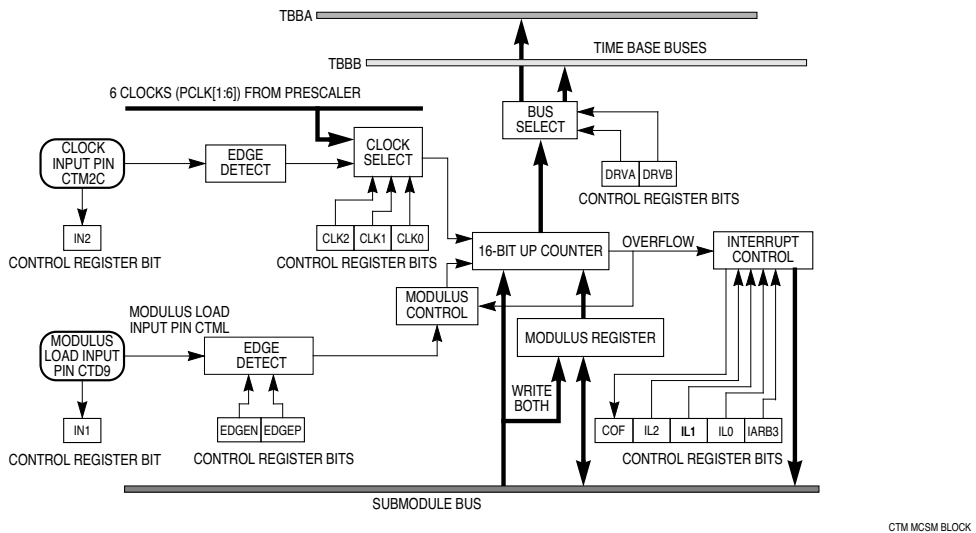 TBBA
TIME BASE BUSES
TBBB
6 CLOCKS (PCLK[1:6]) FROM PRESCALER
BUS
SELECT
CLOCK
INPUT PIN
CTM2C
EDGE
DETECT
CLOCK
SELECT
DRVA DRVB
CONTROL REGISTER BITS
IN2
CLK2 CLK1 CLK0
CONTROL REGISTER BIT
CONTROL REGISTER BITS
16-BIT UP COUNTER
OVERFLOW
INTERRUPT
CONTROL
MODULUS
CONTROL
MODULUS LOAD
INPUT PIN CTML
MODULUS
LOAD INPUT
PIN CTD9
EDGE
DETECT
MODULUS REGISTER
WRITE
BOTH
IN1
EDGEN EDGEP
COF IL2 IL1 IL0 IARB3
CONTROL REGISTER BIT
CONTROL REGISTER BITS
CONTROL REGISTER BITS
SUBMODULE BUS
CTM MCSM BLOCK